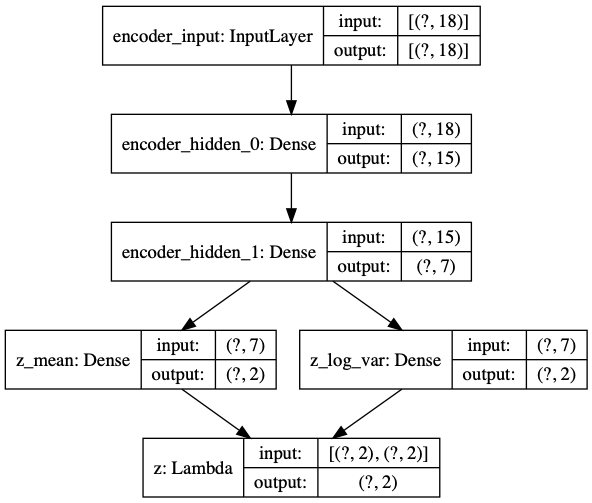 encoder_input: InputLayer
input: [(?, 18)]
output: [(?, 18)]
encoder_hidden_0: Dense
input: (?, 18)
output: (?, 15)
encoder_hidden_1: Dense
input: (?, 15)
output: (?, 7)
z_mean: Dense
input: (?, 7)
output: (?, 2)
z_log_var: Dense
input: (?, 7)
output: (?, 2)
z: Lambda
input: [(?, 2), (?, 2)]
output: (?, 2)